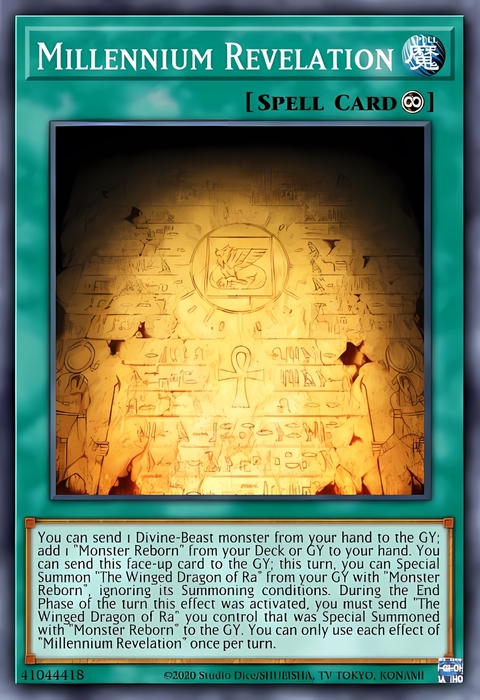 MILLENNIUM REVELATION 魔
[SPELL CARD]
You can send 1 Divine-Beast monster from your hand to the GY;
add 1 "Monster Reborn" from your Deck or GY to your hand. You
can send this face-up card to the GY; this turn, you can Special
Summon "The Winged Dragon of Ra" from your GY with "Monster
Reborn", ignoring its Summoning conditions. During the End
Phase of the turn this effect was activated, you must send "The
Winged Dragon of Ra" you control that was Special Summoned
with "Monster Reborn" to the GY. You can only use each effect of
"Millennium Revelation" once per turn.
41044418 ©2020 Studio Dice/SHUEISHA, TV TOKYO, KONAMI